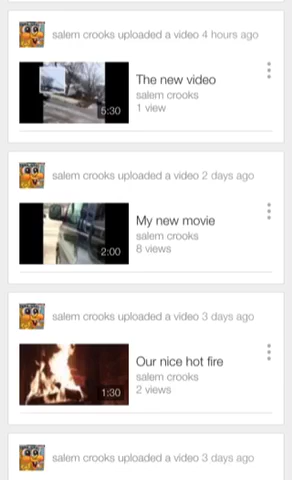 salem crooks uploaded a video 4 hours ago
5:30
The new video
salem crooks
1 view
salem crooks uploaded a video 2 days ago
2:00
My new movie
salem crooks
8 views
salem crooks uploaded a video 3 days ago
1:30
Our nice hot fire
salem crooks
2 views
salem crooks uploaded a video 3 days ago